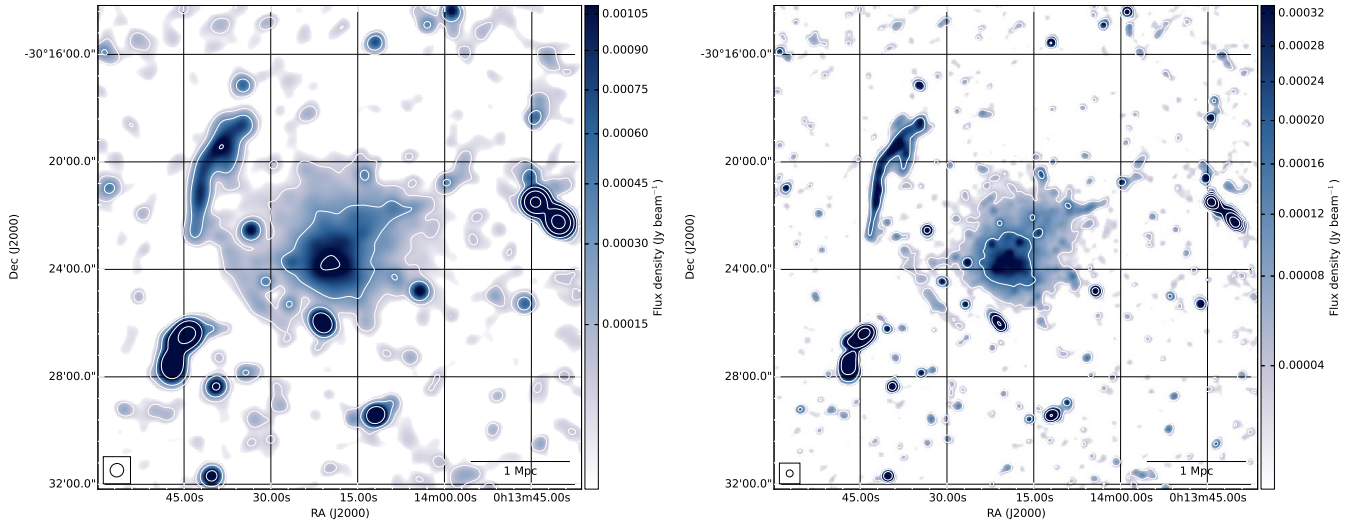 0.00105
0.00090
0.00075
0.00060
0.00045
0.00030
0.00015
Flux density (Jy beam⁻¹)
-30°16'00.0"
20'00.0"
24'00.0"
28'00.0"
32'00.0"
Dec (J2000)
1 Mpc
45.00s 30.00s 15.00s 14m00.00s 0h13m45.00s
RA (J2000)
0.00032
0.00028
0.00024
0.00020
0.00016
0.00012
0.00008
0.00004
Flux density (Jy beam⁻¹)
-30°16'00.0"
20'00.0"
24'00.0"
28'00.0"
32'00.0"
Dec (J2000)
1 Mpc
45.00s 30.00s 15.00s 14m00.00s 0h13m45.00s
RA (J2000)